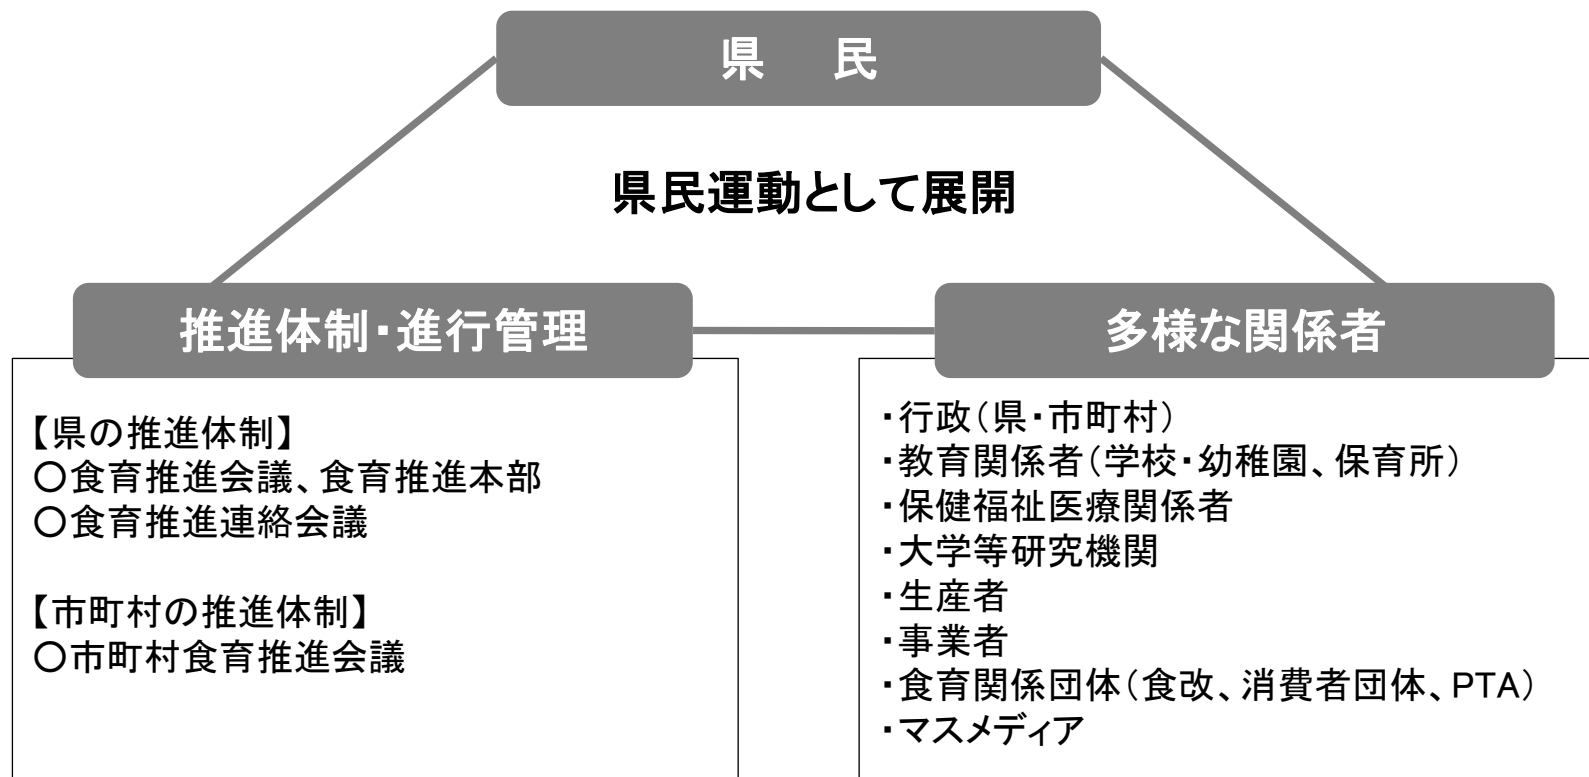 県　民
県民運動として展開
推進体制・進行管理
【県の推進体制】
〇食育推進会議、食育推進本部
〇食育推進連絡会議
【市町村の推進体制】
〇市町村食育推進会議
多様な関係者
・行政（県・市町村）
・教育関係者（学校・幼稚園、保育所）
・保健福祉医療関係者
・大学等研究機関
・生産者
・事業者
・食育関係団体（食改、消費者団体、PTA）
・マスメディア